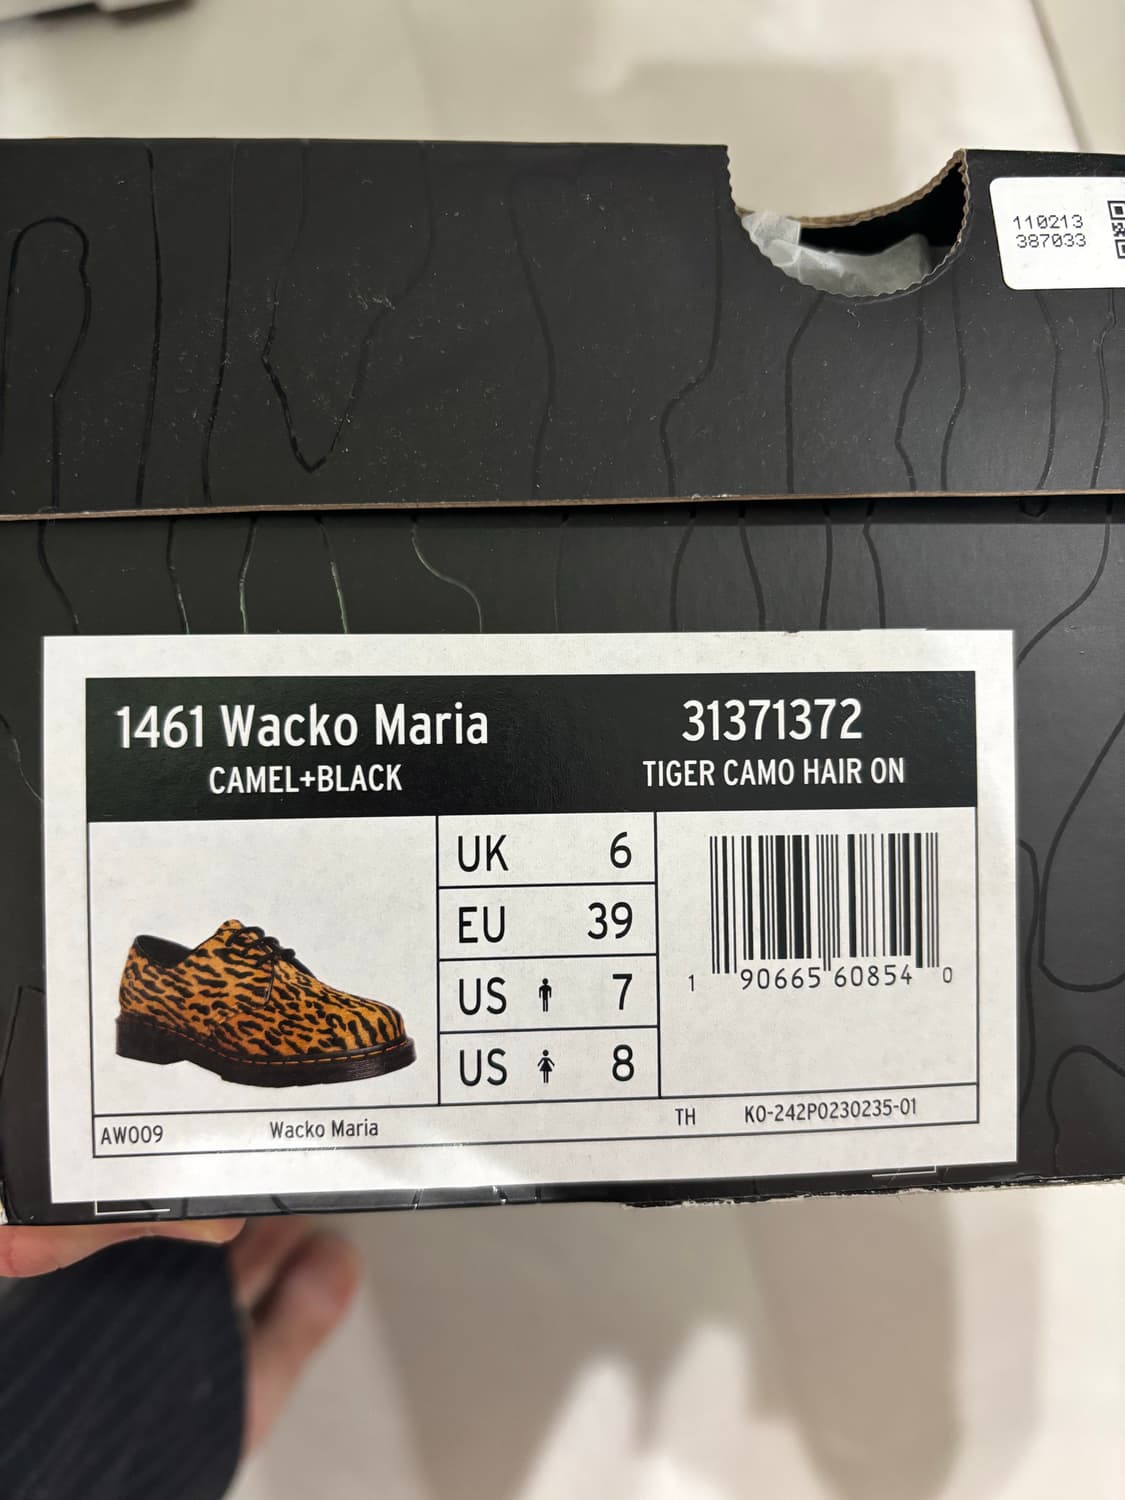 110213
387033
1461 Wacko Maria
CAMEL+BLACK
31371372
TIGER CAMO HAIR ON
UK 6
EU 39
US 7
US 8
1 90665 60854 0
AW009
Wacko Maria
TH
KO-242P0230235-01